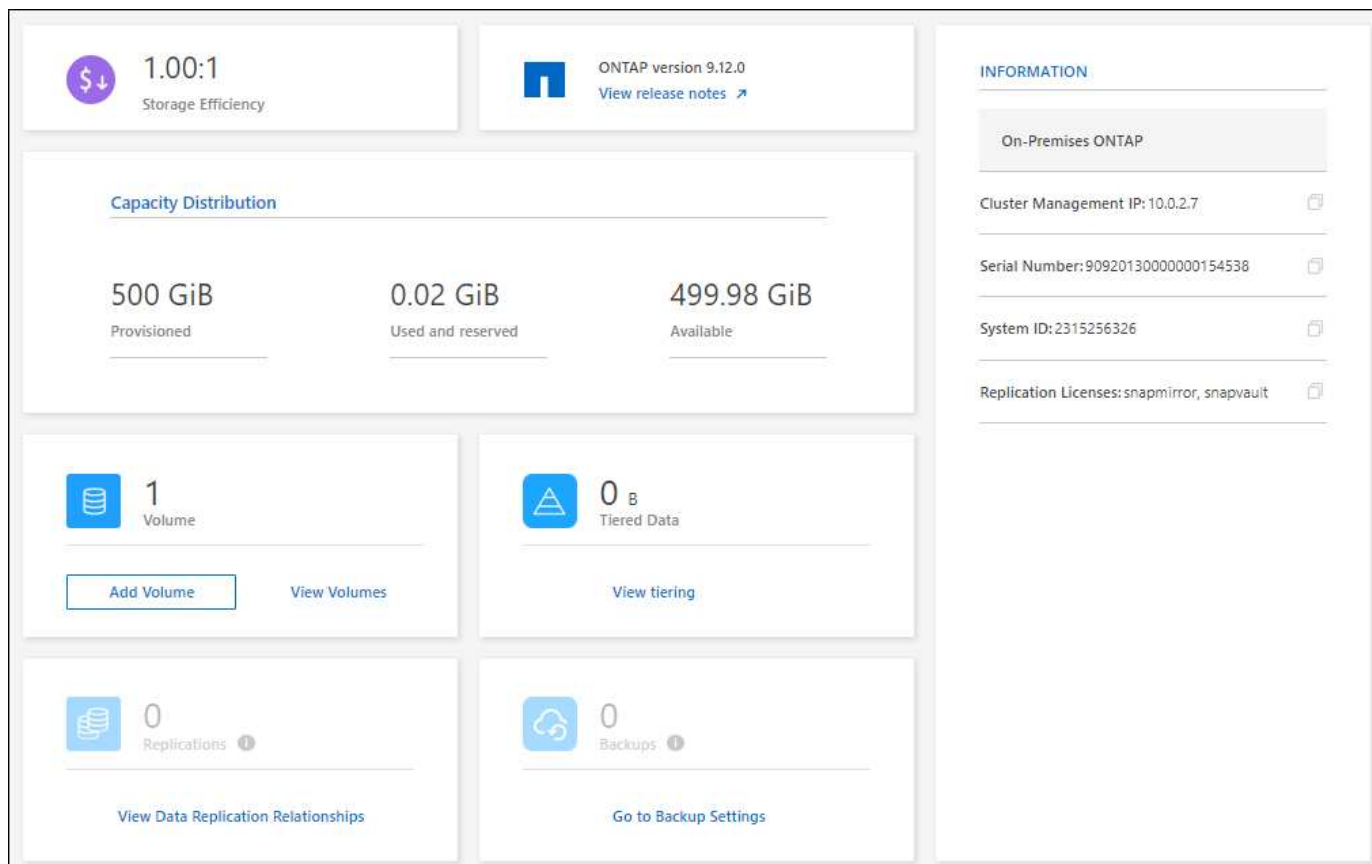 1.00:1
Storage Efficiency
ONTAP version 9.12.0
View release notes
Capacity Distribution
500 GiB
Provisioned
0.02 GiB
Used and reserved
499.98 GiB
Available
1
Volume
Add Volume
View Volumes
0 B
Tiered Data
View tiering
0
Replications
View Data Replication Relationships
0
Backups
Go to Backup Settings
INFORMATION
On-Premises ONTAP
Cluster Management IP: 10.0.2.7
Serial Number: 90920130000000154538
System ID: 2315256326
Replication Licenses: snapmirror, snapvault